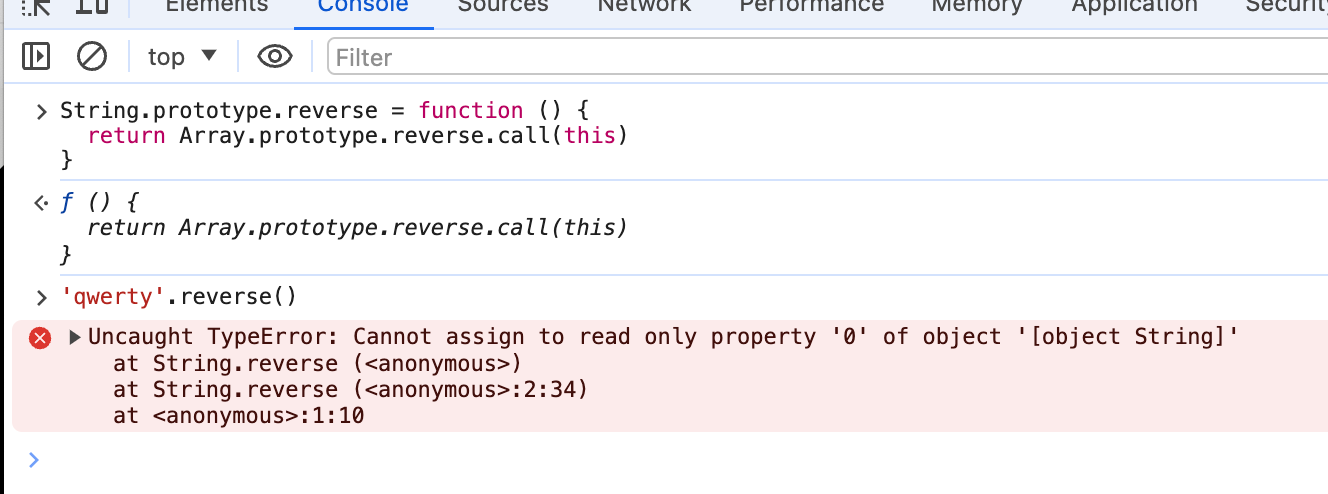 Elements Console Sources Network Performance Memory Application Security
top ▼ Filter
> String.prototype.reverse = function () {
return Array.prototype.reverse.call(this)
}
<· ƒ () {
return Array.prototype.reverse.call(this)
}
> 'qwerty'.reverse()
▶Uncaught TypeError: Cannot assign to read only property '0' of object '[object String]'
at String.reverse (<anonymous>)
at String.reverse (<anonymous>:2:34)
at <anonymous>:1:10
>